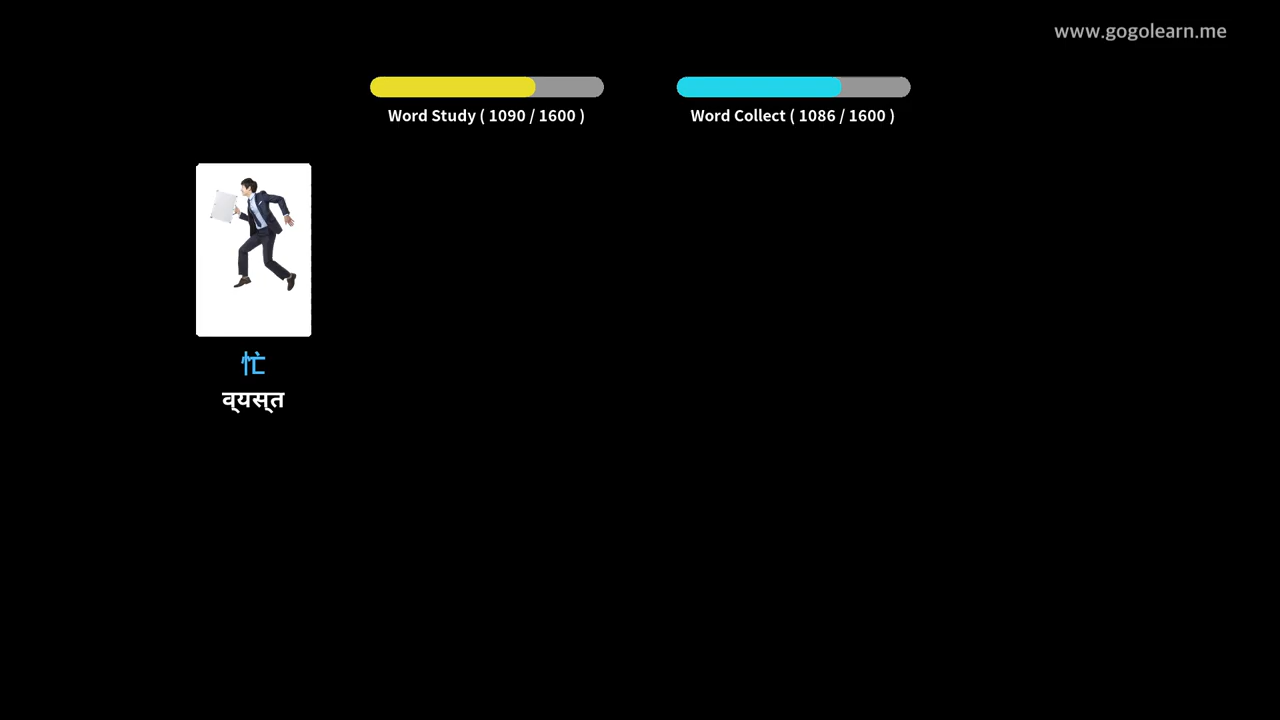 www.gogolearn.me
Word Study ( 1090 / 1600 )
Word Collect ( 1086 / 1600 )
忙
व्यस्त